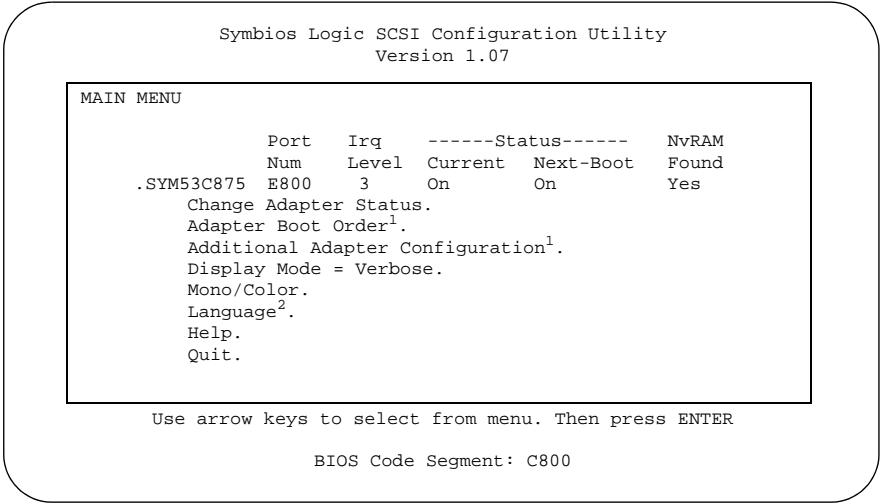 Symbios Logic SCSI Configuration Utility
Version 1.07
MAIN MENU
Port Irq ------Status------ NvRAM
Num Level Current Next-Boot Found
.SYM53C875 E800 3 On On Yes
Change Adapter Status.
Adapter Boot Order¹.
Additional Adapter Configuration¹.
Display Mode = Verbose.
Mono/Color.
Language².
Help.
Quit.
Use arrow keys to select from menu. Then press ENTER
BIOS Code Segment: C800